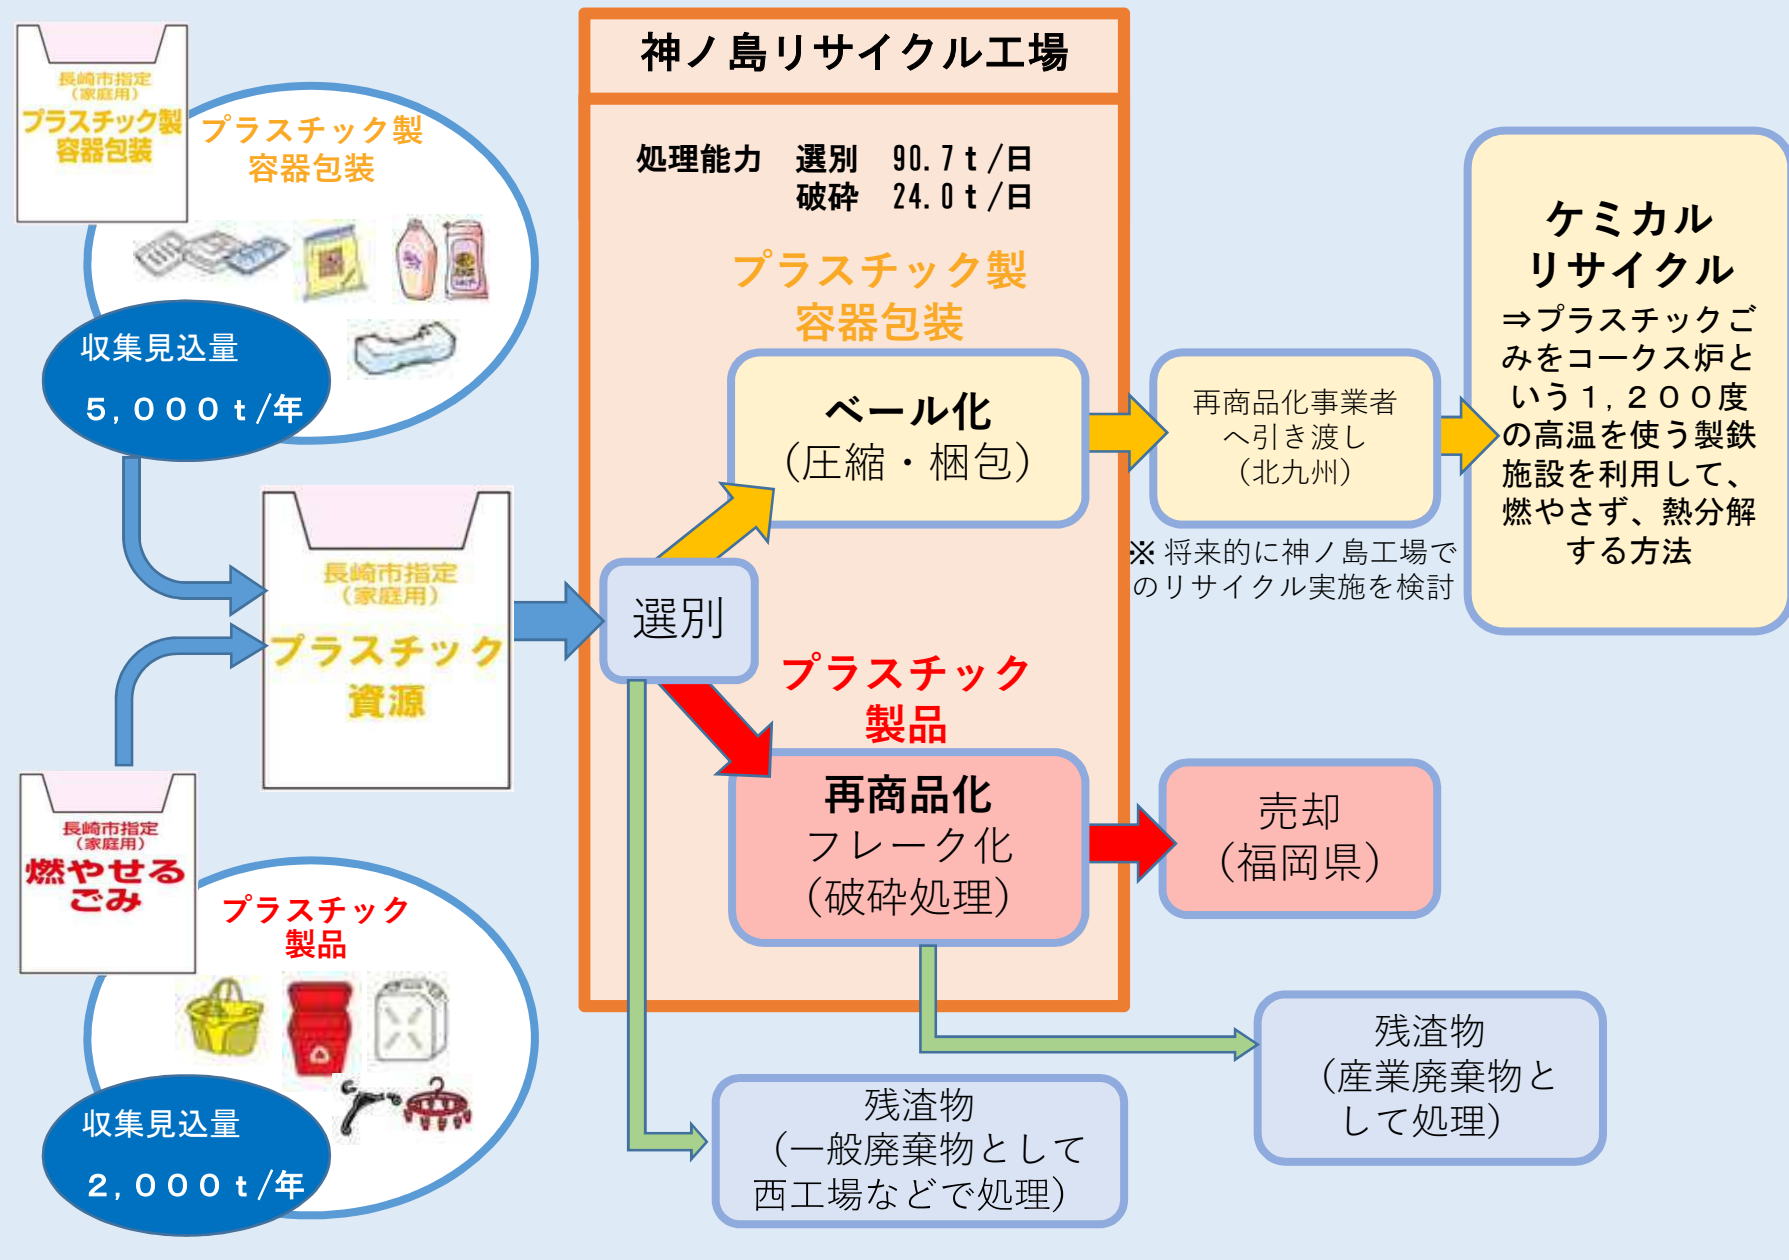 長崎市指定
（家庭用）
プラスチック製
容器包装
プラスチック製
容器包装
収集見込量
５,０００ｔ/年
長崎市指定
（家庭用）
プラスチック
資源
長崎市指定
（家庭用）
燃やせる
ごみ
プラスチック
製品
収集見込量
２,０００ｔ/年
神ノ島リサイクル工場
処理能力　選別　90.7ｔ/日
破砕　24.0ｔ/日
プラスチック製
容器包装
ベール化
（圧縮・梱包）
選別
プラスチック
製品
再商品化
フレーク化
（破砕処理）
再商品化事業者
へ引き渡し
（北九州）
※ 将来的に神ノ島工場で
のリサイクル実施を検討
ケミカル
リサイクル
⇒プラスチックご
みをコークス炉と
いう１,２００度
の高温を使う製鉄
施設を利用して、
燃やさず、熱分解
する方法
売却
（福岡県）
残渣物
（産業廃棄物と
して処理）
残渣物
（一般廃棄物として
西工場などで処理）